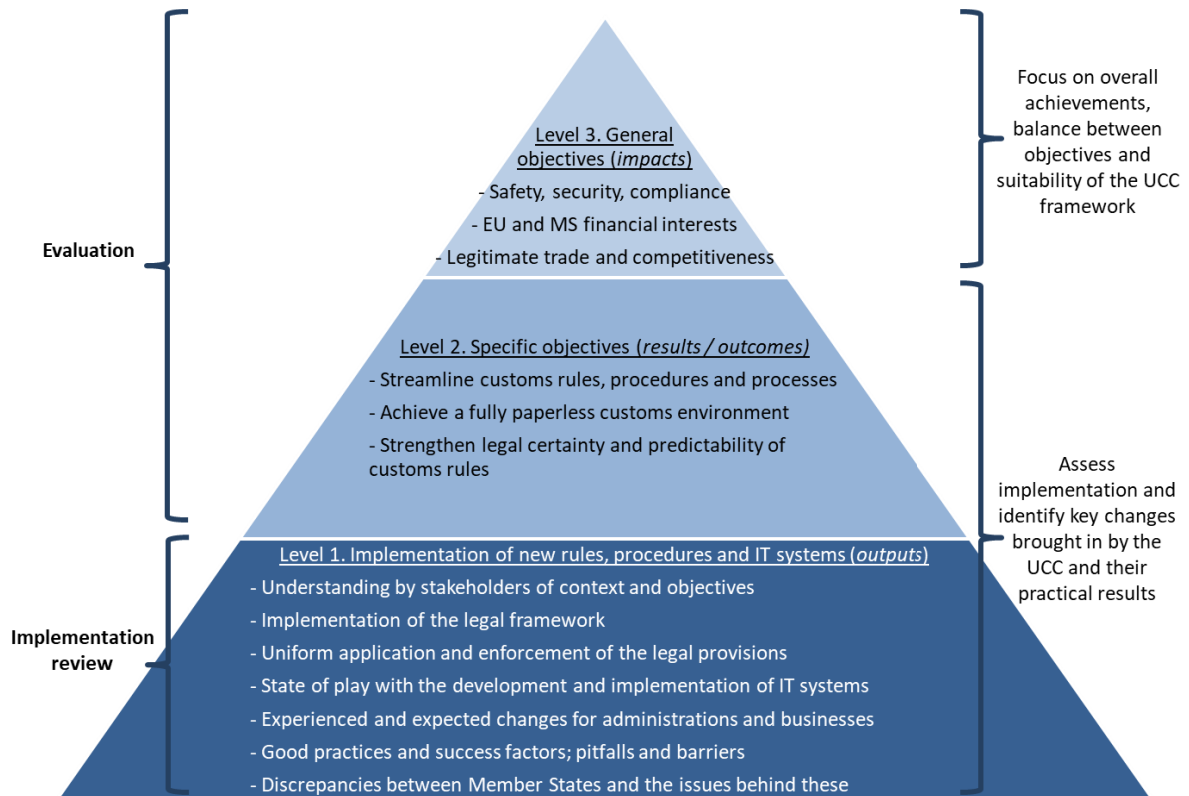 Level 3. General
objectives (impacts)
- Safety, security, compliance
- EU and MS financial interests
- Legitimate trade and competitiveness
Focus on overall
achievements,
balance between
objectives and
suitability of the UCC
framework
Evaluation
Level 2. Specific objectives (results / outcomes)
- Streamline customs rules, procedures and processes
- Achieve a fully paperless customs environment
- Strengthen legal certainty and predictability of
customs rules
Assess
implementation and
identify key changes
brought in by the
UCC and their
practical results
Level 1. Implementation of new rules, procedures and IT systems (outputs)
- Understanding by stakeholders of context and objectives
- Implementation of the legal framework
- Uniform application and enforcement of the legal provisions
- State of play with the development and implementation of IT systems
- Experienced and expected changes for administrations and businesses
- Good practices and success factors; pitfalls and barriers
- Discrepancies between Member States and the issues behind these
Implementation
review